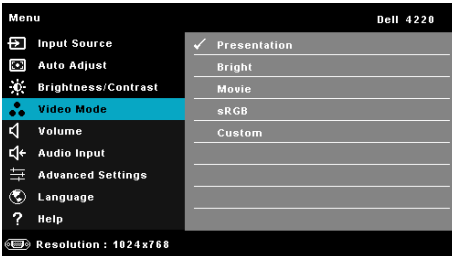 Menu Dell 4220
Input Source
Auto Adjust
Brightness/Contrast
Video Mode
Volume
Audio Input
Advanced Settings
Language
? Help
Presentation
Bright
Movie
sRGB
Custom
Resolution : 1024x768